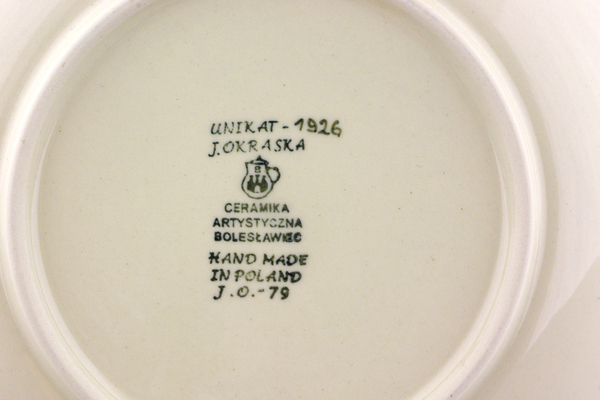 UNIKAT - 1926
J. OKRASKA
CERAMIKA
ARTYSTYCZNA
BOLESŁAWIEC
HAND MADE
IN POLAND
J.O.-79